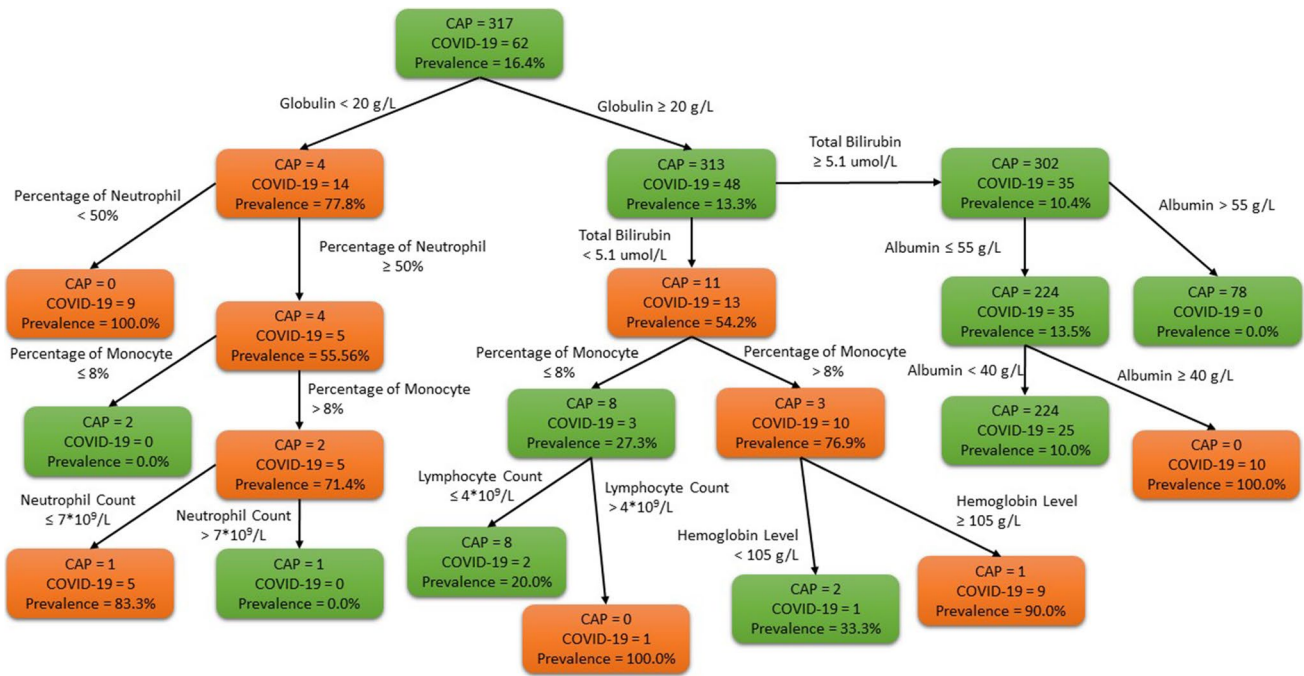 CAP = 317
COVID-19 = 62
Prevalence = 16.4%
Globulin < 20 g/L
Globulin ≥ 20 g/L
CAP = 4
COVID-19 = 14
Prevalence = 77.8%
CAP = 313
COVID-19 = 48
Prevalence = 13.3%
Total Bilirubin
≥ 5.1 umol/L
CAP = 302
COVID-19 = 35
Prevalence = 10.4%
Percentage of Neutrophil
< 50%
Percentage of Neutrophil
≥ 50%
Total Bilirubin
< 5.1 umol/L
Albumin ≤ 55 g/L
Albumin > 55 g/L
CAP = 0
COVID-19 = 9
Prevalence = 100.0%
CAP = 4
COVID-19 = 5
Prevalence = 55.56%
CAP = 11
COVID-19 = 13
Prevalence = 54.2%
CAP = 224
COVID-19 = 35
Prevalence = 13.5%
CAP = 78
COVID-19 = 0
Prevalence = 0.0%
Percentage of Monocyte
≤ 8%
Percentage of Monocyte
> 8%
Percentage of Monocyte
≤ 8%
Percentage of Monocyte
> 8%
Albumin < 40 g/L
Albumin ≥ 40 g/L
CAP = 2
COVID-19 = 0
Prevalence = 0.0%
CAP = 2
COVID-19 = 5
Prevalence = 71.4%
CAP = 8
COVID-19 = 3
Prevalence = 27.3%
CAP = 3
COVID-19 = 10
Prevalence = 76.9%
CAP = 224
COVID-19 = 25
Prevalence = 10.0%
CAP = 0
COVID-19 = 10
Prevalence = 100.0%
Neutrophil Count
≤ 7*10⁹/L
Neutrophil Count
> 7*10⁹/L
Lymphocyte Count
≤ 4*10⁹/L
Lymphocyte Count
> 4*10⁹/L
Hemoglobin Level
< 105 g/L
Hemoglobin Level
≥ 105 g/L
CAP = 1
COVID-19 = 5
Prevalence = 83.3%
CAP = 1
COVID-19 = 0
Prevalence = 0.0%
CAP = 8
COVID-19 = 2
Prevalence = 20.0%
CAP = 0
COVID-19 = 1
Prevalence = 100.0%
CAP = 2
COVID-19 = 1
Prevalence = 33.3%
CAP = 1
COVID-19 = 9
Prevalence = 90.0%